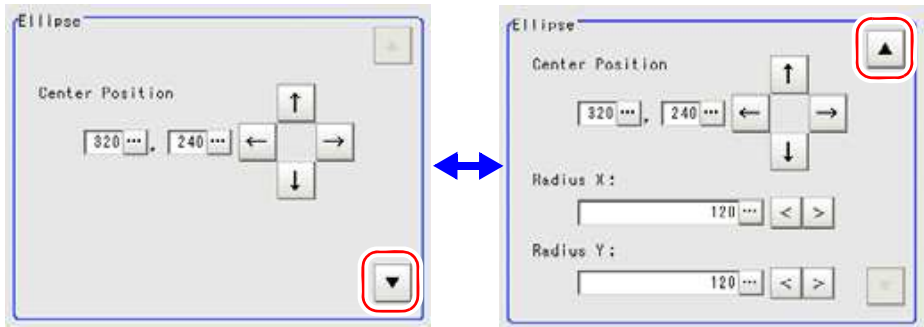 Ellipse
Center Position
320 ... , 240 ...
Ellipse
Center Position
320 ... , 240 ...
Radius X:
120 ... < >
Radius Y:
120 ... < >